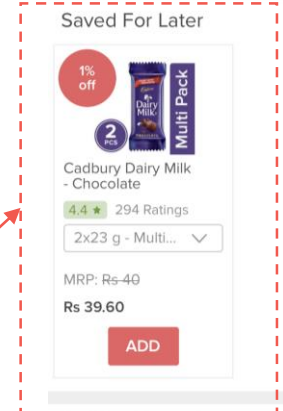 Saved For Later
1%
off
Dairy
Milk
2
PCS
Multi Pack
Cadbury Dairy Milk
- Chocolate
4.4 ★ 294 Ratings
2x23 g - Multi...
MRP: Rs 40
Rs 39.60
ADD